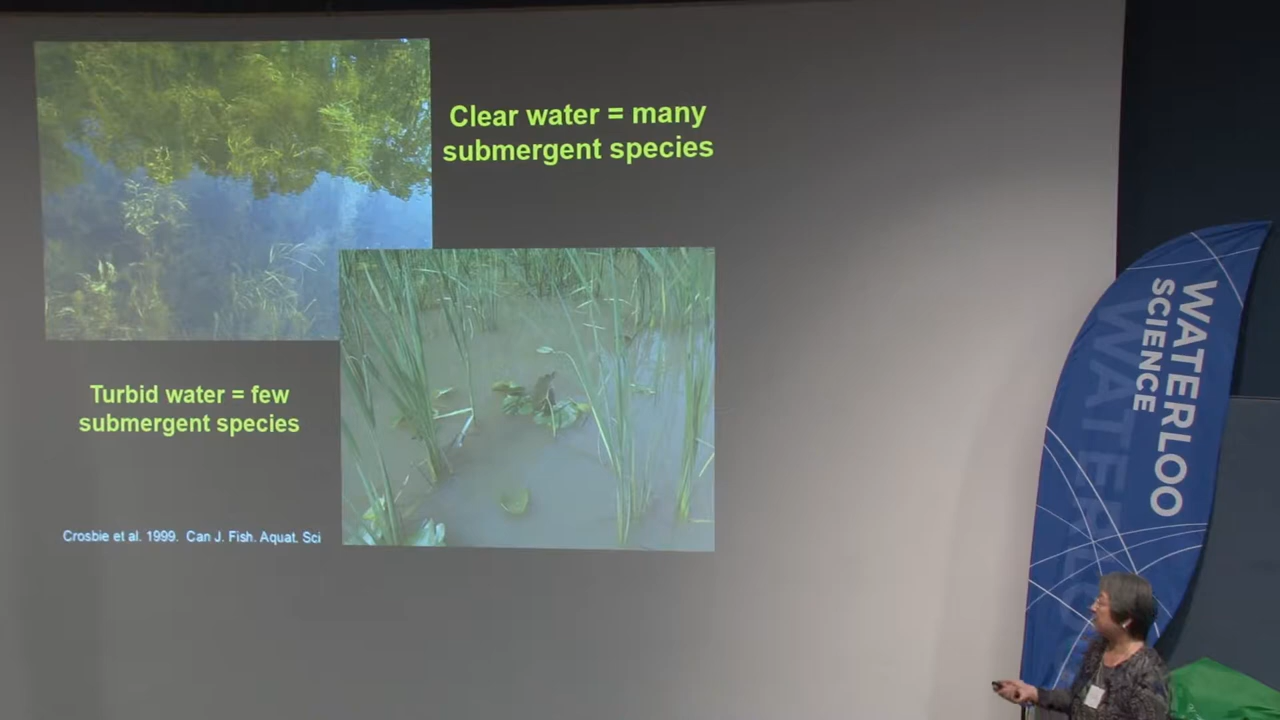 Clear water = many
submergent species
Turbid water = few
submergent species
Crosbie et al. 1999. Can J. Fish. Aquat. Sci
WATERLOO
SCIENCE
WATERLOO